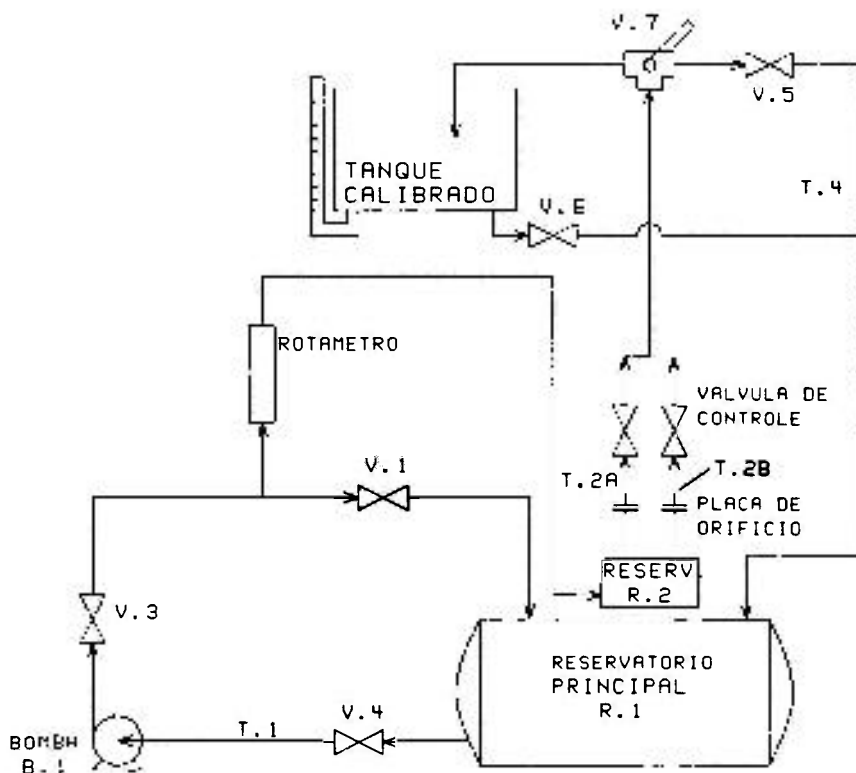 V.7
V.5
TANQUE
CALIBRADO
T.4
V.E
ROTAMETRO
VALVULA DE
CONTROLE
V.1
T.2A
T.2B
PLACA DE
ORIFICIO
RESERV.
R.2
V.3
RESERVATORIO
PRINCIPAL
R.1
V.4
T.1
BOMBA
B.1